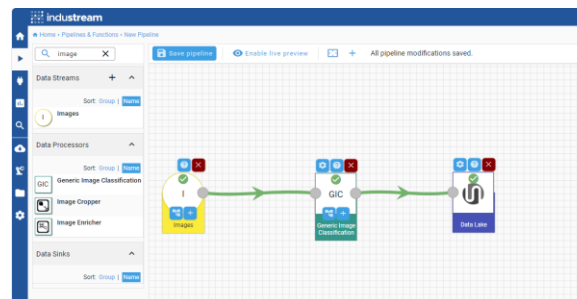 industream
Home • Pipelines & Functions • New Pipeline
image X
Save pipeline
Enable live preview
All pipeline modifications saved.
Data Streams
Sort: Group | Name
I
Images
Data Processors
Sort: Group | Name
GIC
Generic Image Classification
Image Cropper
Image Enricher
Data Sinks
Sort: Group | Name
I
Images
GIC
Generic Image
Classification
Data Lake